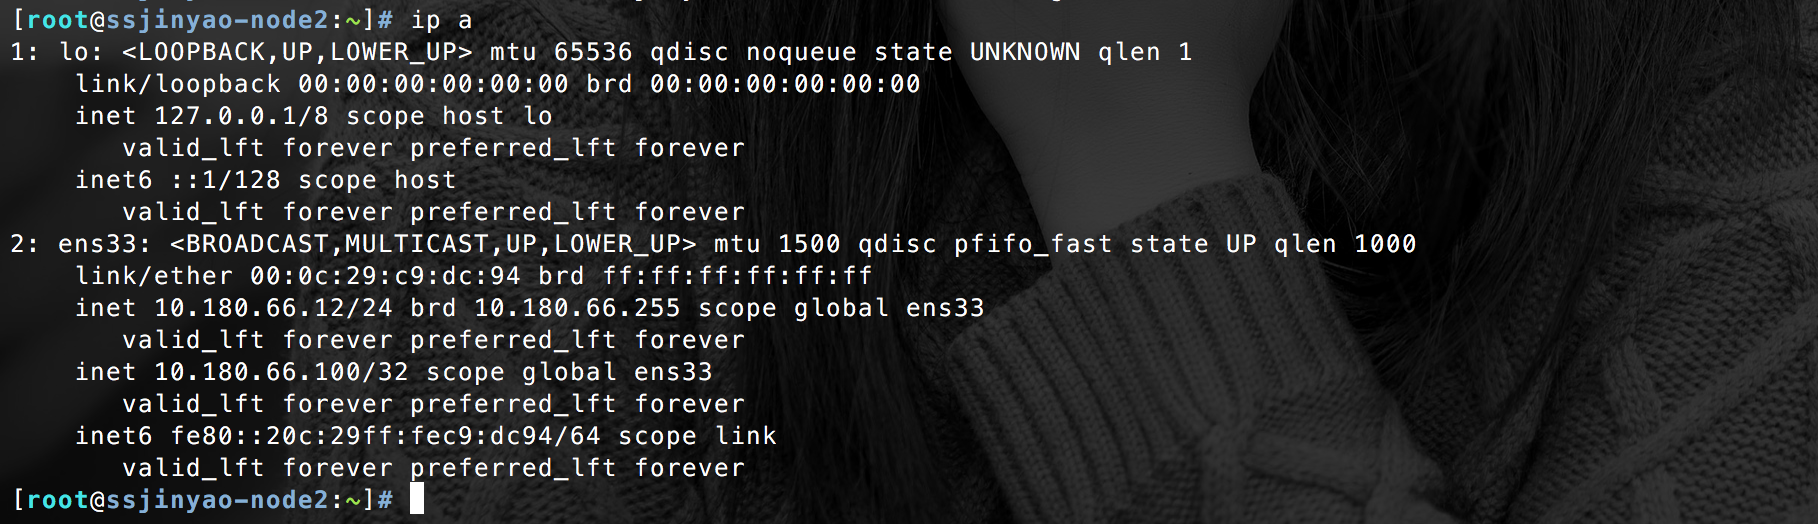 [root@ssjinyao-node2:~]# ip a
1: lo: <LOOPBACK,UP,LOWER_UP> mtu 65536 qdisc noqueue state UNKNOWN qlen 1
    link/loopback 00:00:00:00:00:00 brd 00:00:00:00:00:00
    inet 127.0.0.1/8 scope host lo
       valid_lft forever preferred_lft forever
    inet6 ::1/128 scope host
       valid_lft forever preferred_lft forever
2: ens33: <BROADCAST,MULTICAST,UP,LOWER_UP> mtu 1500 qdisc pfifo_fast state UP qlen 1000
    link/ether 00:0c:29:c9:dc:94 brd ff:ff:ff:ff:ff:ff
    inet 10.180.66.12/24 brd 10.180.66.255 scope global ens33
       valid_lft forever preferred_lft forever
    inet 10.180.66.100/32 scope global ens33
       valid_lft forever preferred_lft forever
    inet6 fe80::20c:29ff:fec9:dc94/64 scope link
       valid_lft forever preferred_lft forever
[root@ssjinyao-node2:~]#